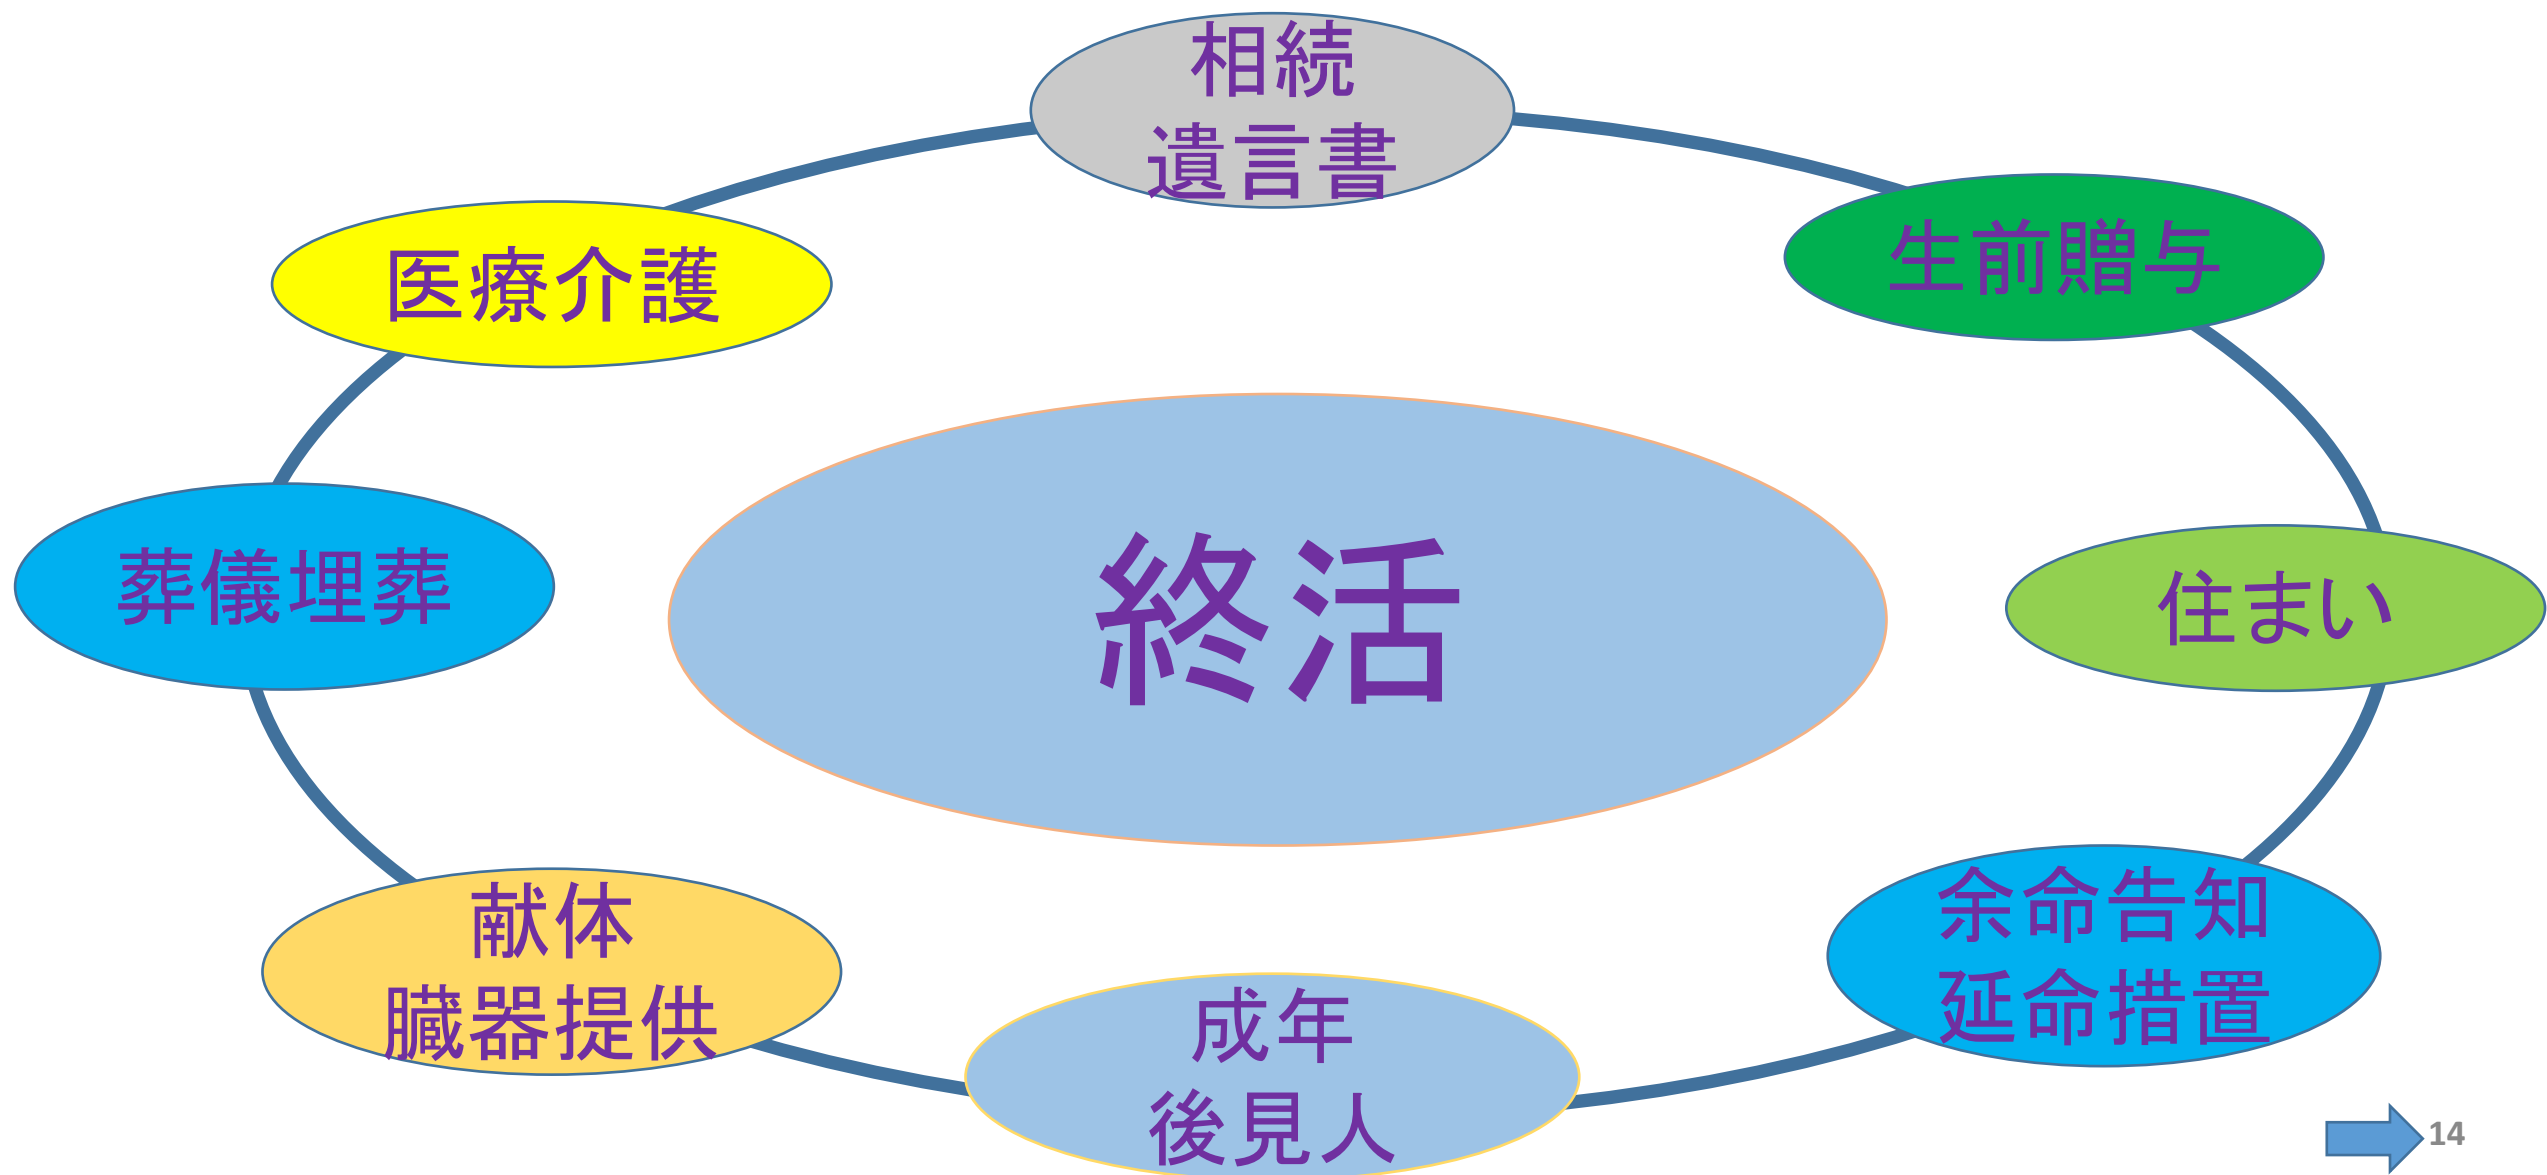 相続
遺言書
生前贈与
医療介護
終活
葬儀埋葬
住まい
余命告知
延命措置
献体
臓器提供
成年
後見人
14